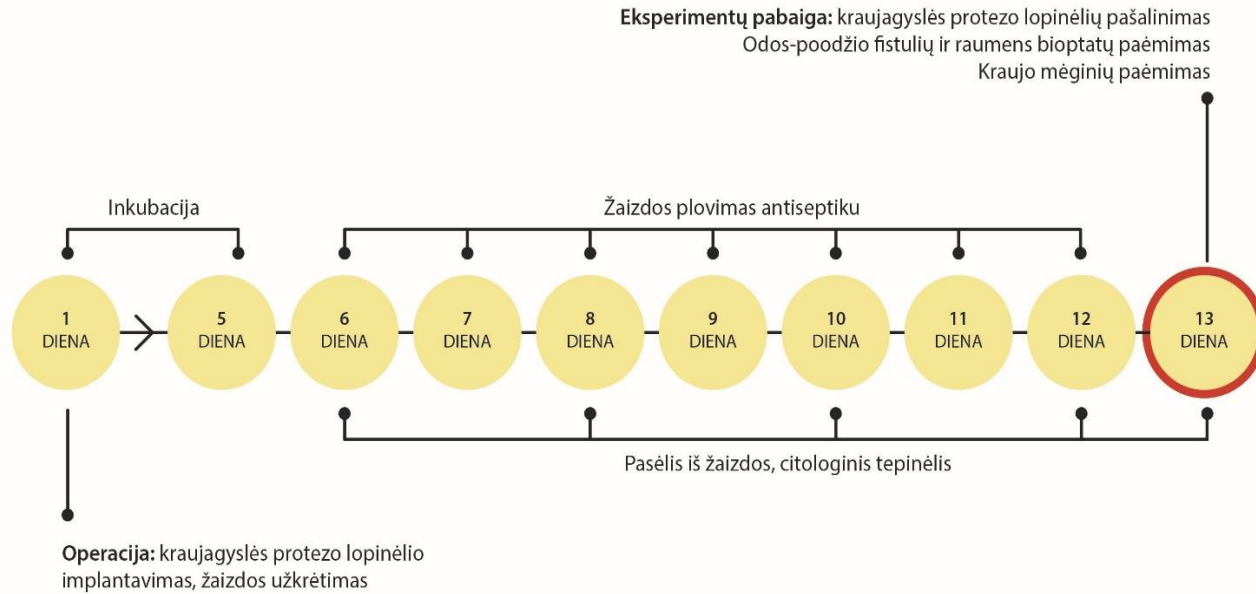 Eksperimentų pabaiga: kraujagyslės protezo lopinėlių pašalinimas
Odos-poodžio fistulių ir raumens bioptatų paėmimas
Kraujo mėginių paėmimas
Inkubacija
Žaizdos plovimas antiseptiku
1
DIENA
5
DIENA
6
DIENA
7
DIENA
8
DIENA
9
DIENA
10
DIENA
11
DIENA
12
DIENA
13
DIENA
Pasėlis iš žaizdos, citologinis tepinėlis
Operacija: kraujagyslės protezo lopinėlio
implantavimas, žaizdos užkrėtimas